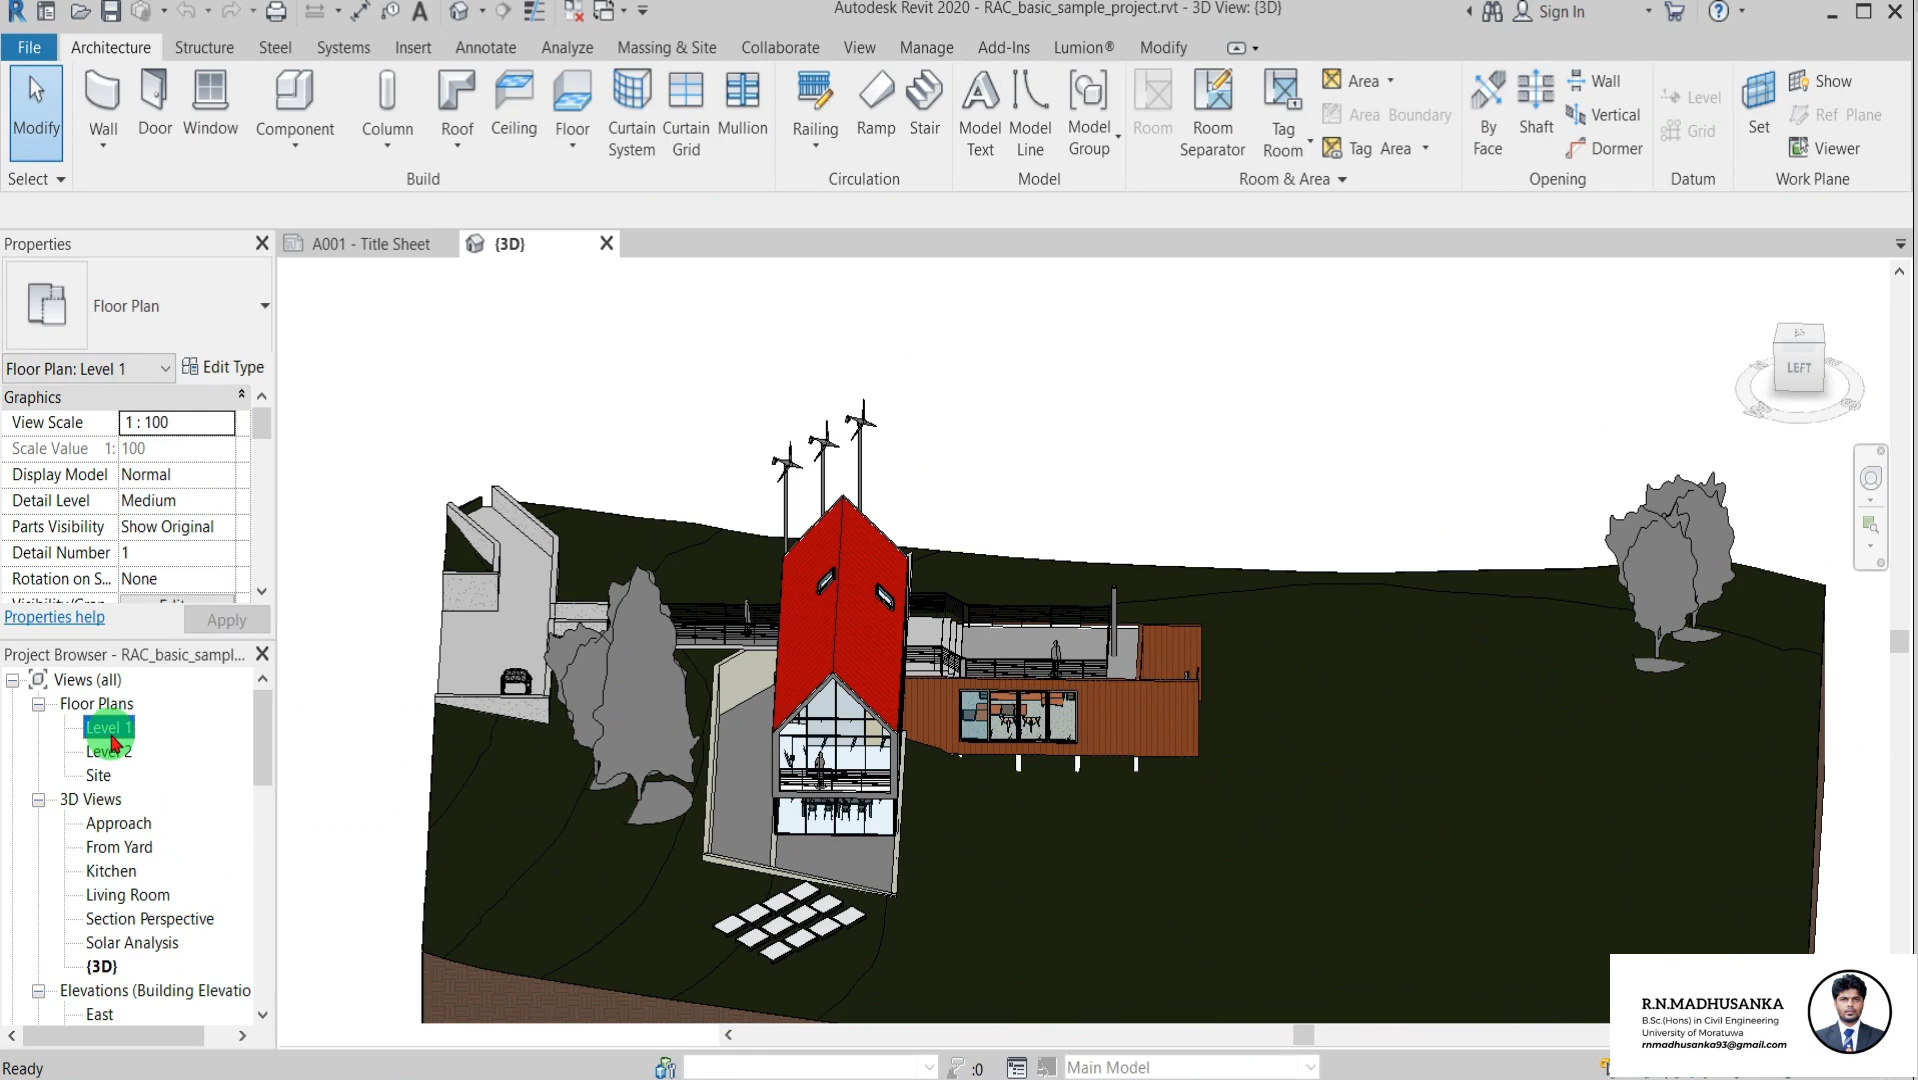 Autodesk Revit 2020 - RAC_basic_sample_project.rvt - 3D View: {3D}
Sign In
File
Architecture
Structure
Steel
Systems
Insert
Annotate
Analyze
Massing & Site
Collaborate
View
Manage
Add-Ins
Lumion®
Modify
Modify
Wall
Door
Window
Component
Column
Roof
Ceiling
Floor
Curtain System
Curtain Grid
Mullion
Railing
Ramp
Stair
Model Text
Model Line
Model Group
Room
Room Separator
Tag Room
Area
Area Boundary
Tag Area
By Face
Shaft
Wall
Vertical
Dormer
Level
Grid
Set
Show
Ref Plane
Viewer
Select
Build
Circulation
Model
Room & Area
Opening
Datum
Work Plane
Properties
A001 - Title Sheet
{3D}
Floor Plan
Floor Plan: Level 1
Edit Type
Graphics
View Scale 1 : 100
Scale Value 1: 100
Display Model Normal
Detail Level Medium
Parts Visibility Show Original
Detail Number 1
Rotation on S... None
Properties help
Apply
Project Browser - RAC_basic_sampl...
Views (all)
Floor Plans
Level 1
Level 2
Site
3D Views
Approach
From Yard
Kitchen
Living Room
Section Perspective
Solar Analysis
{3D}
Elevations (Building Elevatio
East
LEFT
R.N.MADHUSANKA
B.Sc.(Hons) in Civil Engineering
University of Moratuwa
rnmadhusanka93@gmail.com
Ready
:0
Main Model